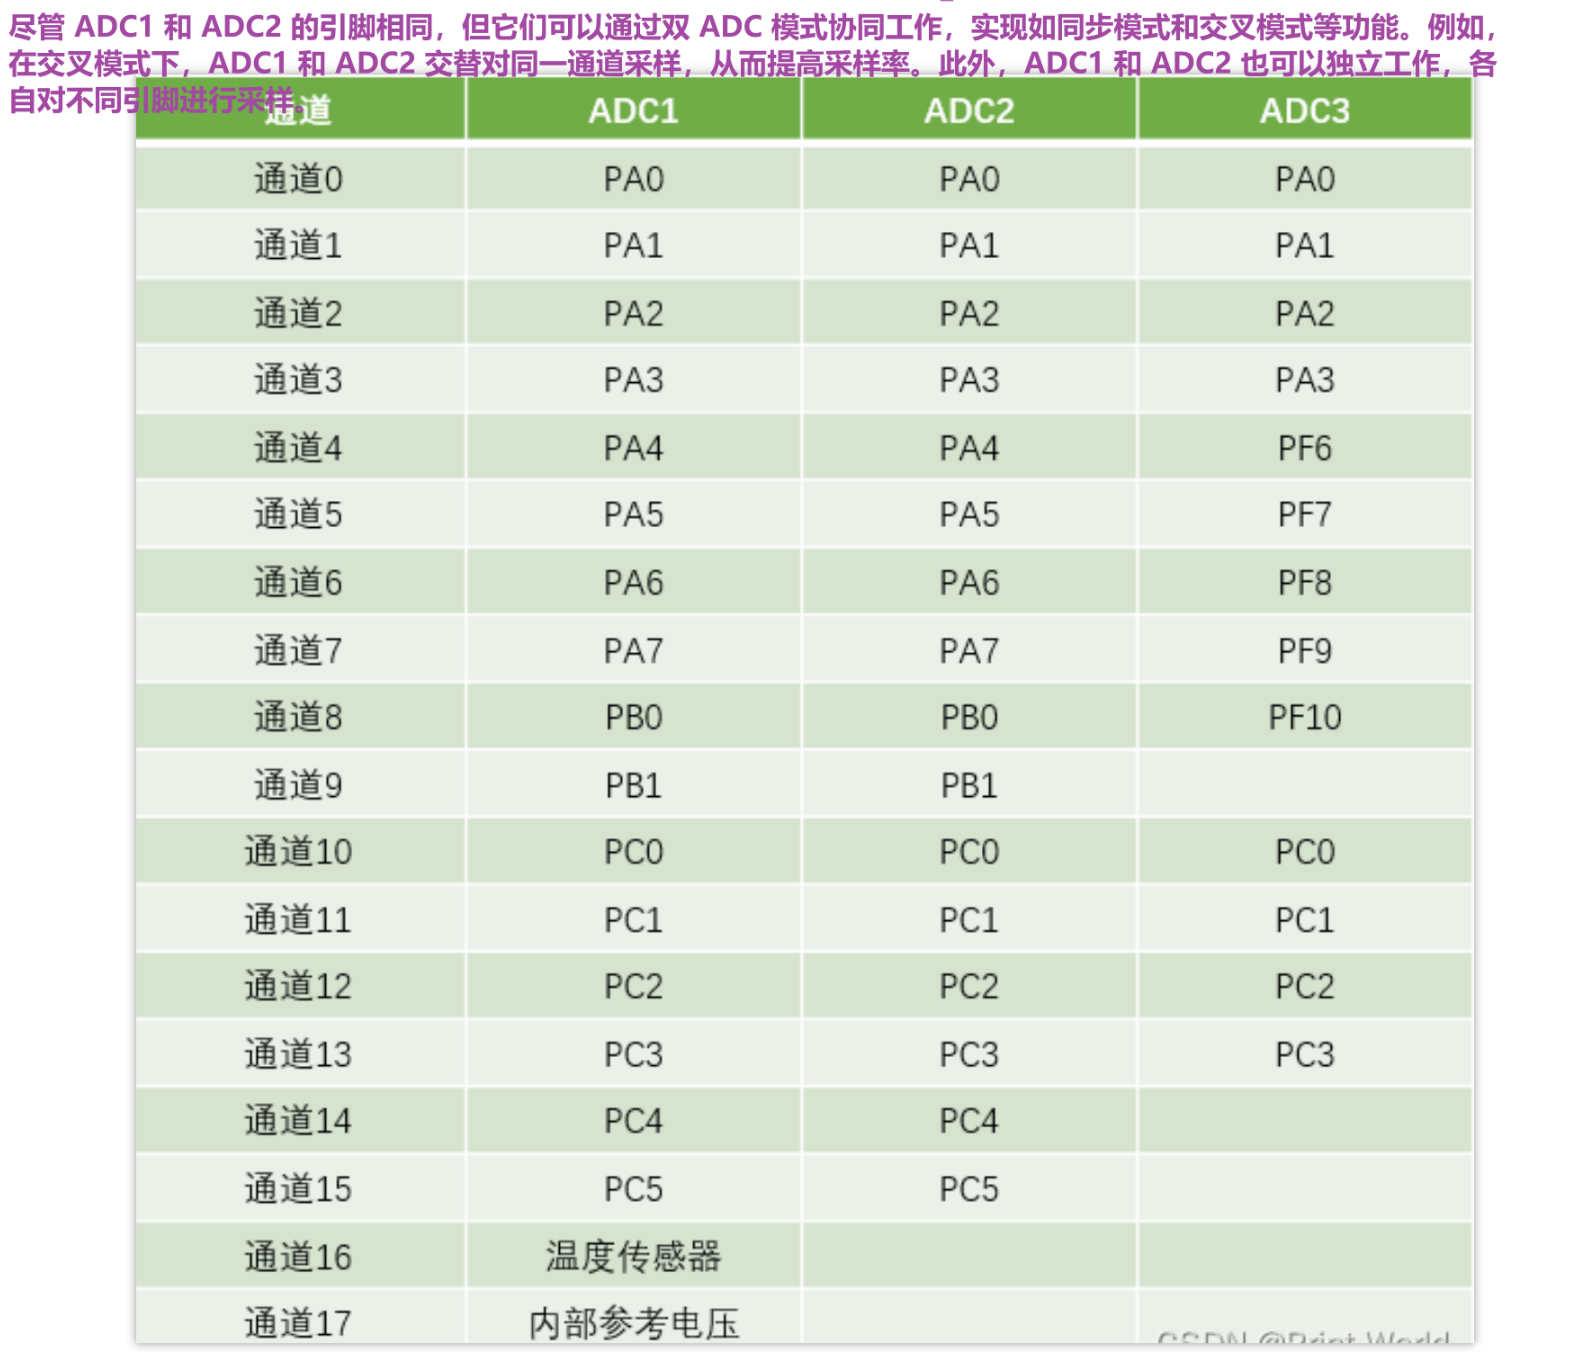 尽管 ADC1 和 ADC2 的引脚相同，但它们可以通过双 ADC 模式协同工作，实现如同步模式和交叉模式等功能。例如，
在交叉模式下，ADC1 和 ADC2 交替对同一通道采样，从而提高采样率。此外，ADC1 和 ADC2 也可以独立工作，各
自对不同引脚进行采样。
通道 ADC1 ADC2 ADC3
通道0 PA0 PA0 PA0
通道1 PA1 PA1 PA1
通道2 PA2 PA2 PA2
通道3 PA3 PA3 PA3
通道4 PA4 PA4 PF6
通道5 PA5 PA5 PF7
通道6 PA6 PA6 PF8
通道7 PA7 PA7 PF9
通道8 PB0 PB0 PF10
通道9 PB1 PB1
通道10 PC0 PC0 PC0
通道11 PC1 PC1 PC1
通道12 PC2 PC2 PC2
通道13 PC3 PC3 PC3
通道14 PC4 PC4
通道15 PC5 PC5
通道16 温度传感器
通道17 内部参考电压
CSDN @Print World